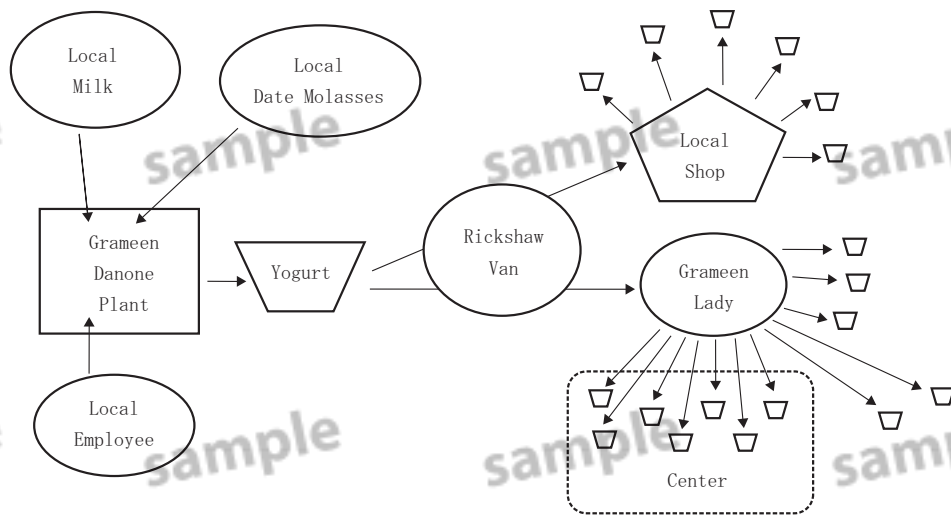 Local
Milk
Local
Date Molasses
Local
Shop
Grameen
Danone
Plant
Yogurt
Rickshaw
Van
Grameen
Lady
Local
Employee
Center
sample
sample
sample
sample
sample
sample